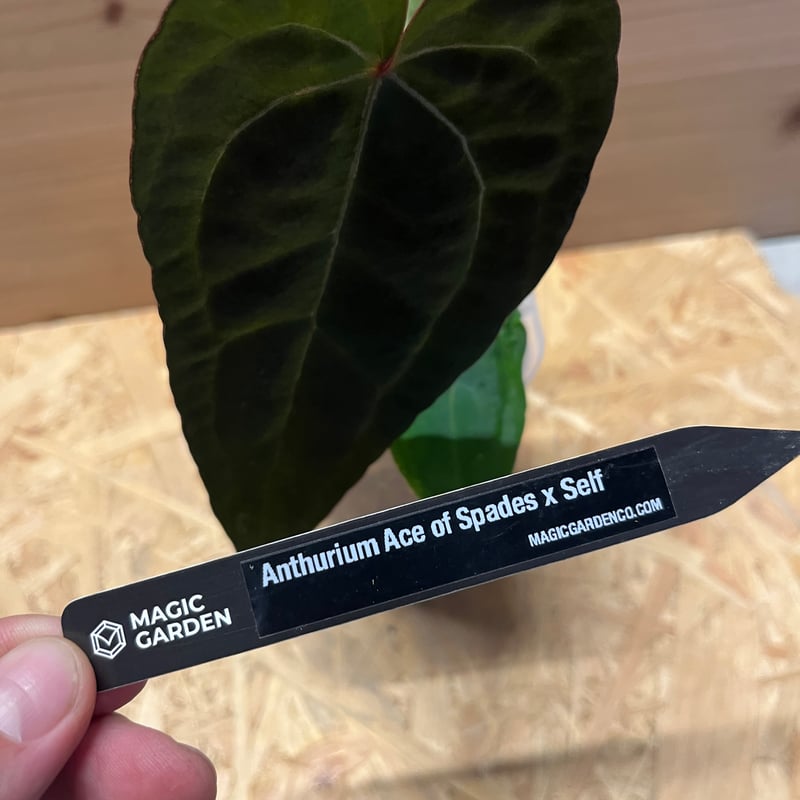 MAGIC
GARDEN
Anthurium Ace of Spades x Self
MAGICGARDENCO.COM